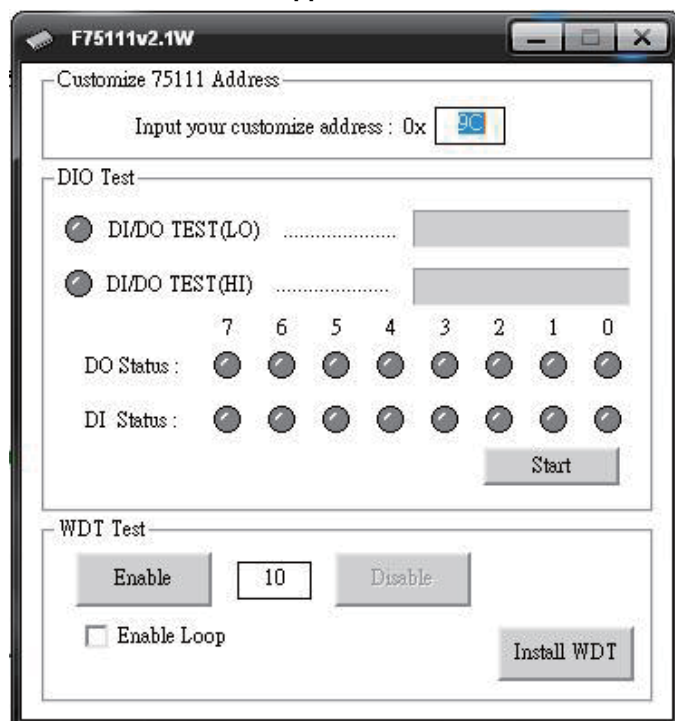 F75111v2.1W
Customize 75111 Address
Input your customize address : 0x 9C
DIO Test
DI/DO TEST(LO) ......................
DI/DO TEST(HI) ......................
7 6 5 4 3 2 1 0
DO Status :
DI Status :
Start
WDT Test
Enable 10 Disable
Enable Loop
Install WDT